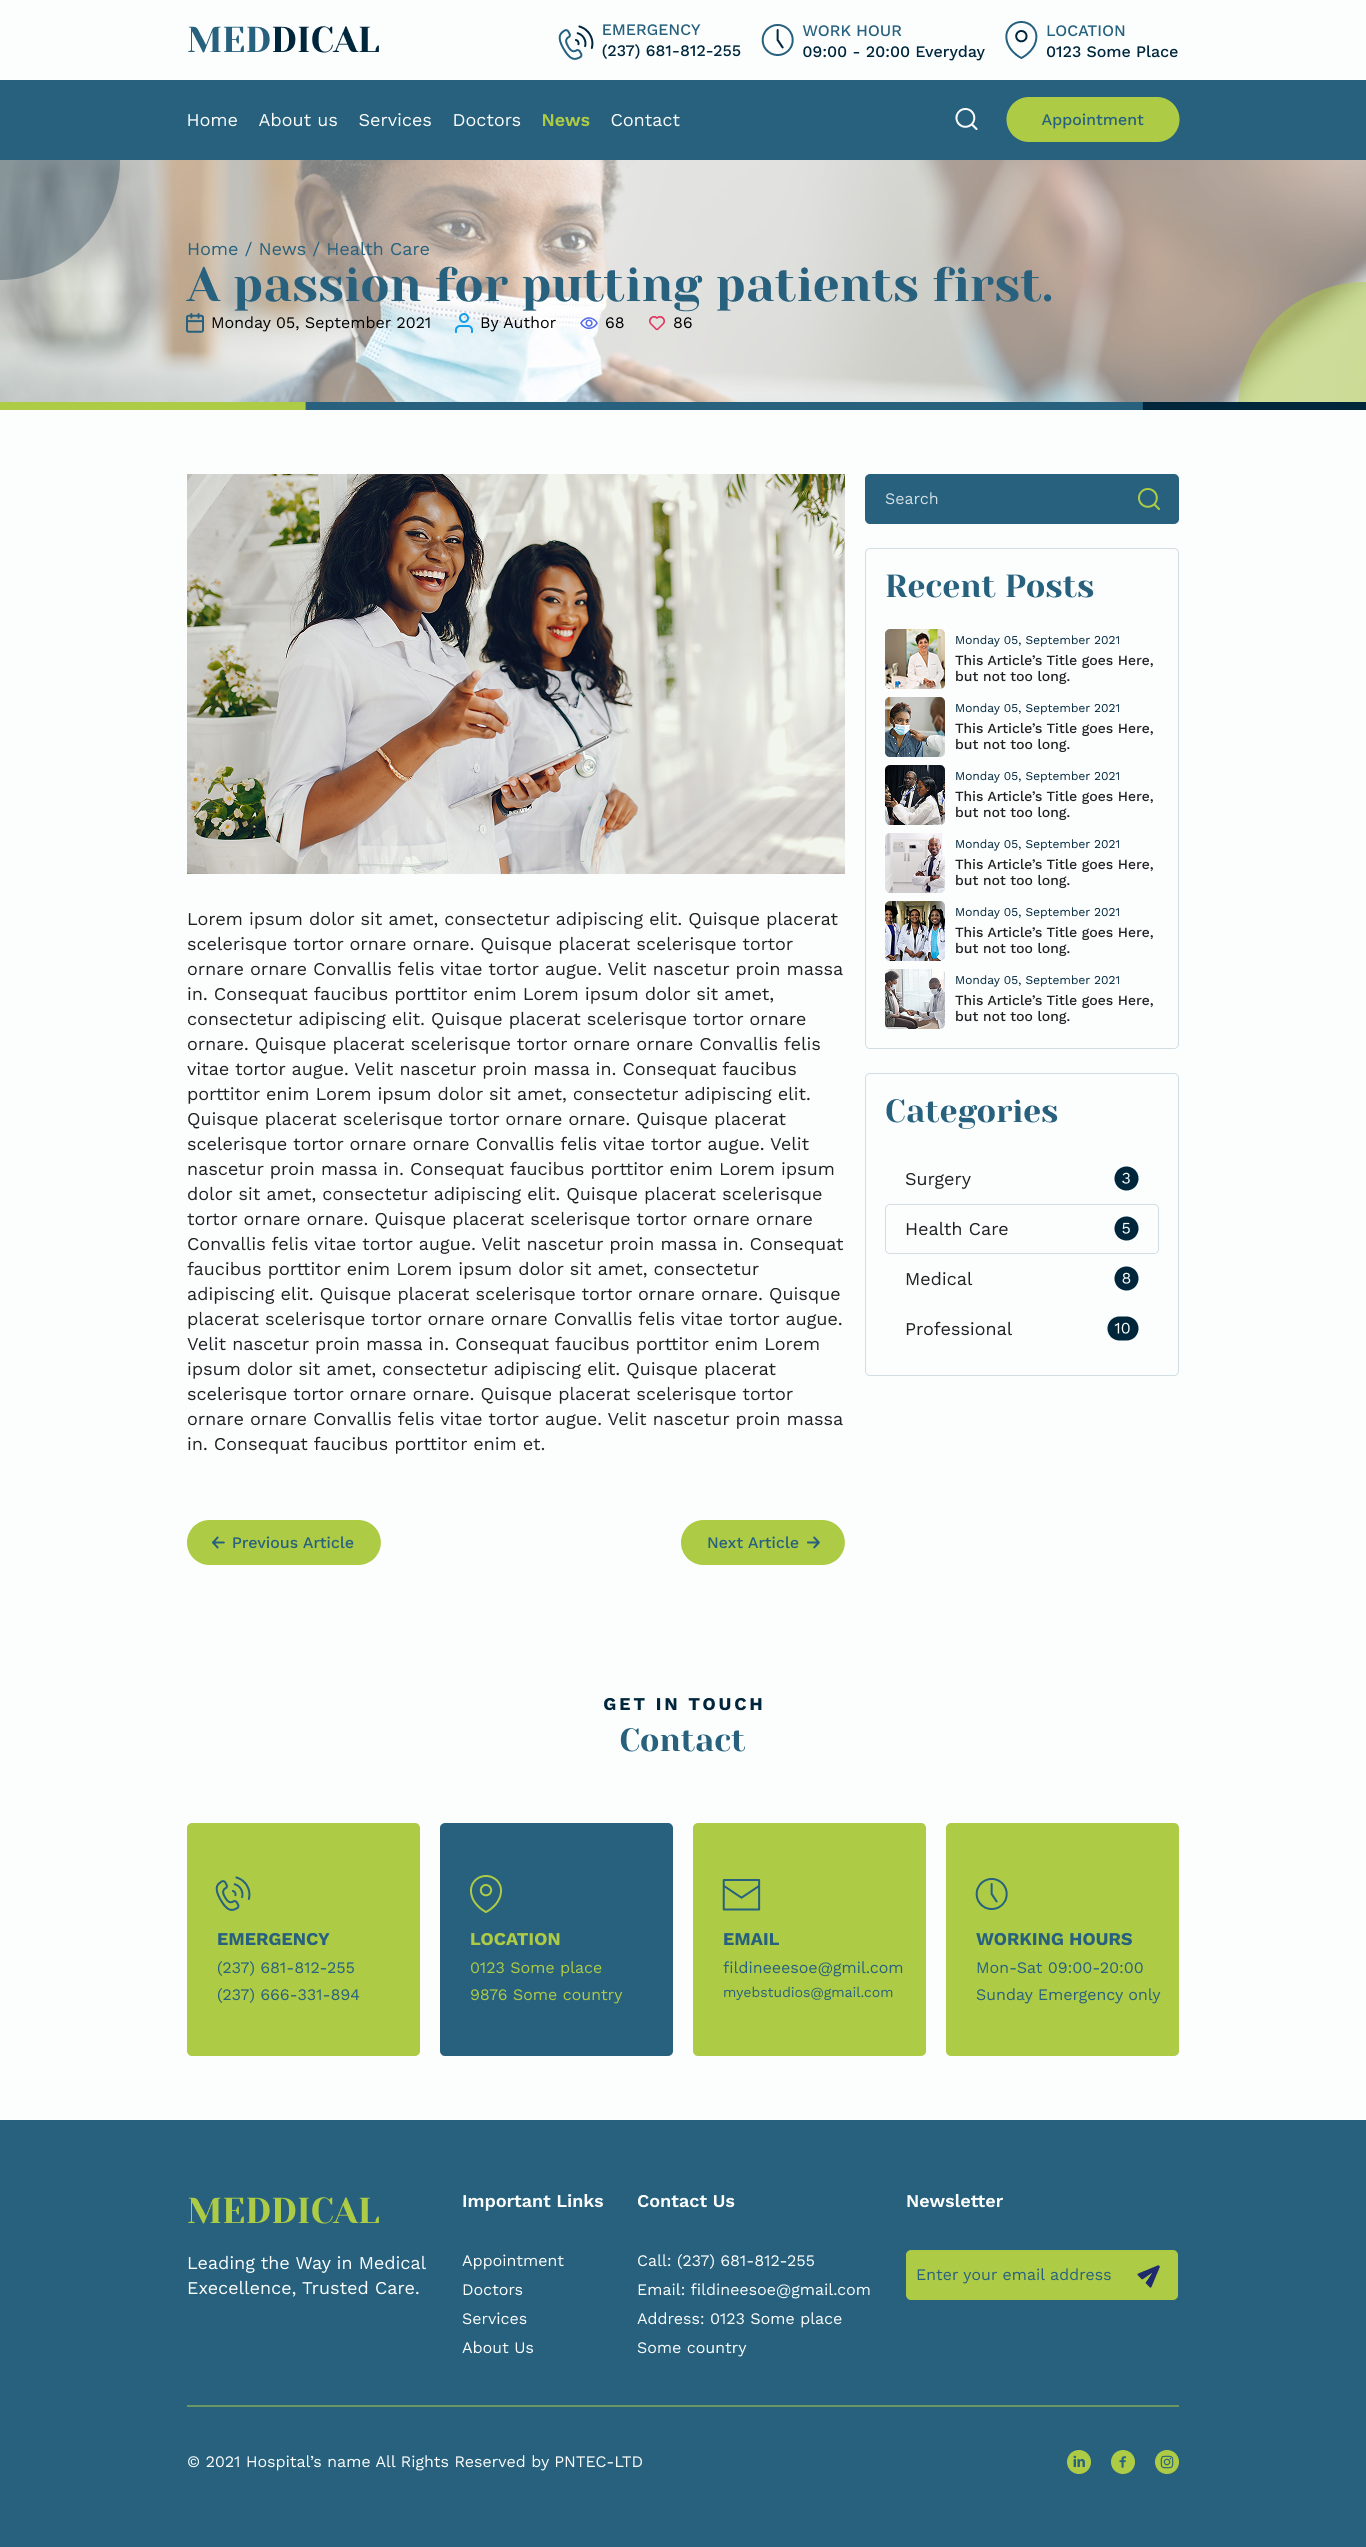 MEDDICAL
EMERGENCY
(237) 681-812-255
WORK HOUR
09:00 - 20:00 Everyday
LOCATION
0123 Some Place
Home About us Services Doctors News Contact
Appointment
Home / News / Health Care
A passion for putting patients first.
Monday 05, September 2021 By Author 68 86
Lorem ipsum dolor sit amet, consectetur adipiscing elit. Quisque placerat
scelerisque tortor ornare ornare. Quisque placerat scelerisque tortor
ornare ornare Convallis felis vitae tortor augue. Velit nascetur proin massa
in. Consequat faucibus porttitor enim Lorem ipsum dolor sit amet,
consectetur adipiscing elit. Quisque placerat scelerisque tortor ornare
ornare. Quisque placerat scelerisque tortor ornare ornare Convallis felis
vitae tortor augue. Velit nascetur proin massa in. Consequat faucibus
porttitor enim Lorem ipsum dolor sit amet, consectetur adipiscing elit.
Quisque placerat scelerisque tortor ornare ornare. Quisque placerat
scelerisque tortor ornare ornare Convallis felis vitae tortor augue. Velit
nascetur proin massa in. Consequat faucibus porttitor enim Lorem ipsum
dolor sit amet, consectetur adipiscing elit. Quisque placerat scelerisque
tortor ornare ornare. Quisque placerat scelerisque tortor ornare ornare
Convallis felis vitae tortor augue. Velit nascetur proin massa in. Consequat
faucibus porttitor enim Lorem ipsum dolor sit amet, consectetur
adipiscing elit. Quisque placerat scelerisque tortor ornare ornare. Quisque
placerat scelerisque tortor ornare ornare Convallis felis vitae tortor augue.
Velit nascetur proin massa in. Consequat faucibus porttitor enim Lorem
ipsum dolor sit amet, consectetur adipiscing elit. Quisque placerat
scelerisque tortor ornare ornare. Quisque placerat scelerisque tortor
ornare ornare Convallis felis vitae tortor augue. Velit nascetur proin massa
in. Consequat faucibus porttitor enim et.
Previous Article
Next Article
Search
Recent Posts
Monday 05, September 2021
This Article's Title goes Here,
but not too long.
Monday 05, September 2021
This Article's Title goes Here,
but not too long.
Monday 05, September 2021
This Article's Title goes Here,
but not too long.
Monday 05, September 2021
This Article's Title goes Here,
but not too long.
Monday 05, September 2021
This Article's Title goes Here,
but not too long.
Monday 05, September 2021
This Article's Title goes Here,
but not too long.
Categories
Surgery 3
Health Care 5
Medical 8
Professional 10
GET IN TOUCH
Contact
EMERGENCY
(237) 681-812-255
(237) 666-331-894
LOCATION
0123 Some place
9876 Some country
EMAIL
fildineeesoe@gmil.com
myebstudios@gmail.com
WORKING HOURS
Mon-Sat 09:00-20:00
Sunday Emergency only
MEDDICAL
Leading the Way in Medical
Execellence, Trusted Care.
Important Links
Appointment
Doctors
Services
About Us
Contact Us
Call: (237) 681-812-255
Email: fildineesoe@gmail.com
Address: 0123 Some place
Some country
Newsletter
Enter your email address
© 2021 Hospital's name All Rights Reserved by PNTEC-LTD